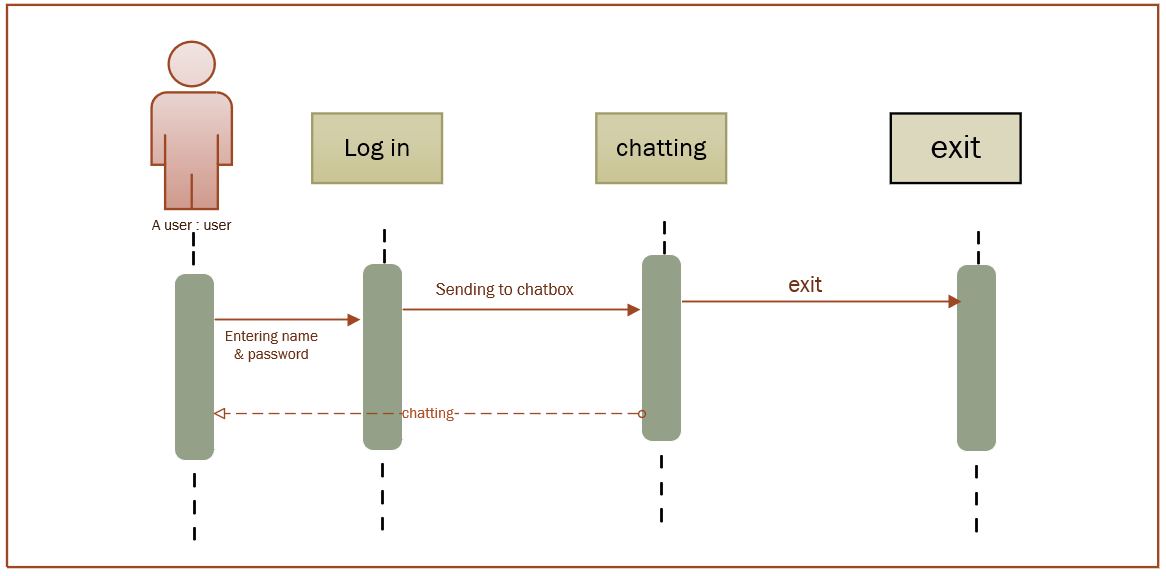 Log in
chatting
exit
A user : user
Sending to chatbox
exit
Entering name
& password
chatting